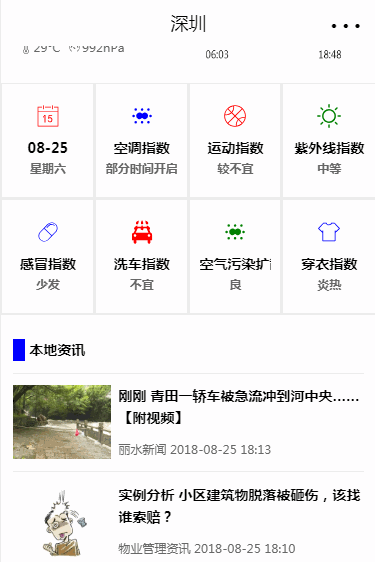 深圳
29°C 992hPa
06:03 18:48
15
08-25 空调指数 运动指数 紫外线指数
星期六 部分时间开启 较不宜 中等
感冒指数 洗车指数 空气污染扩 穿衣指数
少发 不宜 良 炎热
本地资讯
刚刚 青田一轿车被急流冲到河中央……
【附视频】
丽水新闻 2018-08-25 18:13
实例分析 小区建筑物脱落被砸伤，该找
谁索赔？
物业管理资讯 2018-08-25 18:10